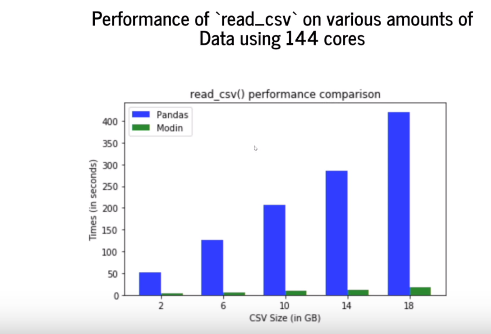 Performance of `read_csv` on various amounts of
Data using 144 cores
read_csv() performance comparison
Pandas
Modin
Times (in seconds)
400
350
300
250
200
150
100
50
0
2 6 10 14 18
CSV Size (in GB)